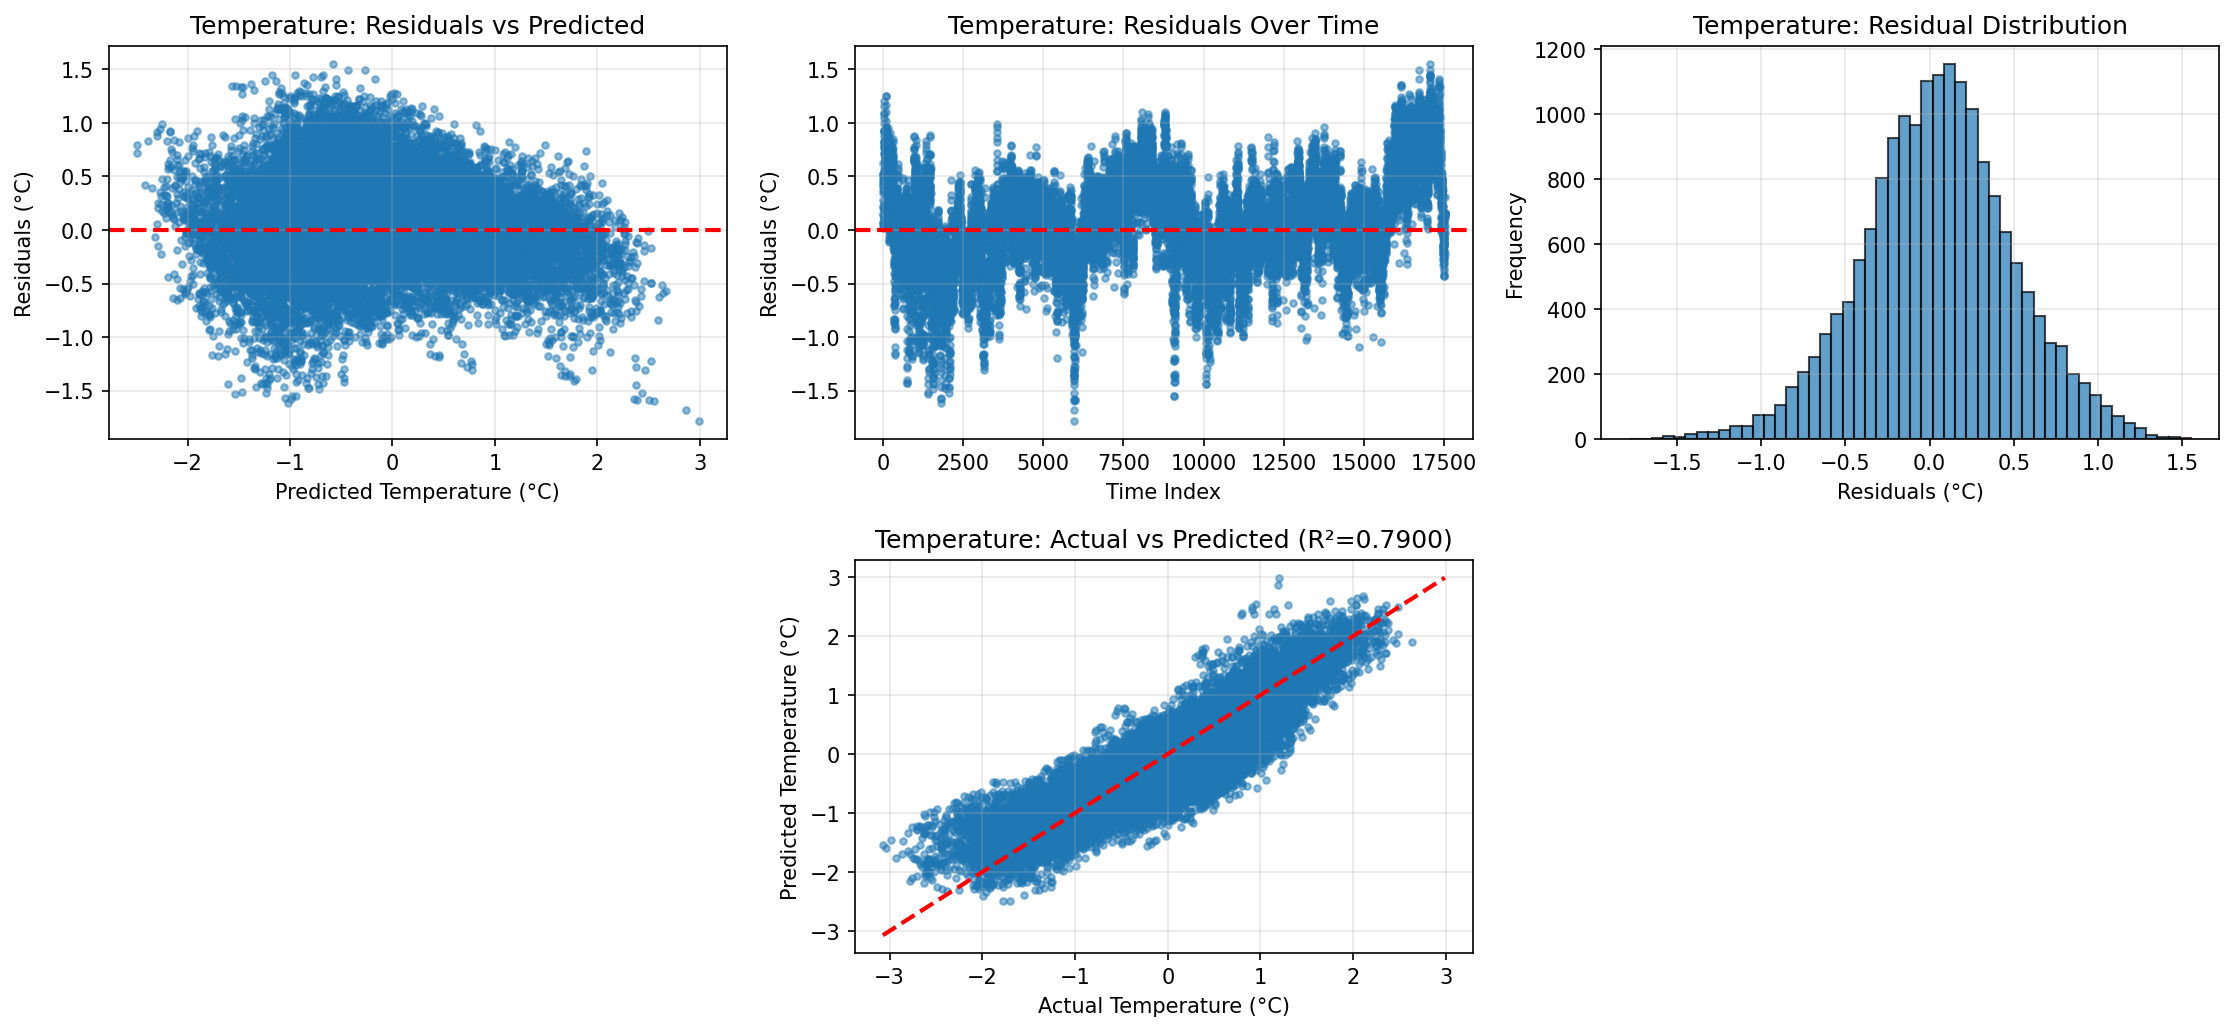 Temperature: Residuals vs Predicted
Residuals (°C)
1.5
1.0
0.5
0.0
−0.5
−1.0
−1.5
−2 −1 0 1 2 3
Predicted Temperature (°C)
Temperature: Residuals Over Time
Residuals (°C)
1.5
1.0
0.5
0.0
−0.5
−1.0
−1.5
0 2500 5000 7500 10000 12500 15000 17500
Time Index
Temperature: Residual Distribution
Frequency
1200
1000
800
600
400
200
0
−1.5 −1.0 −0.5 0.0 0.5 1.0 1.5
Residuals (°C)
Temperature: Actual vs Predicted (R²=0.7900)
Predicted Temperature (°C)
3
2
1
0
−1
−2
−3
−3 −2 −1 0 1 2 3
Actual Temperature (°C)